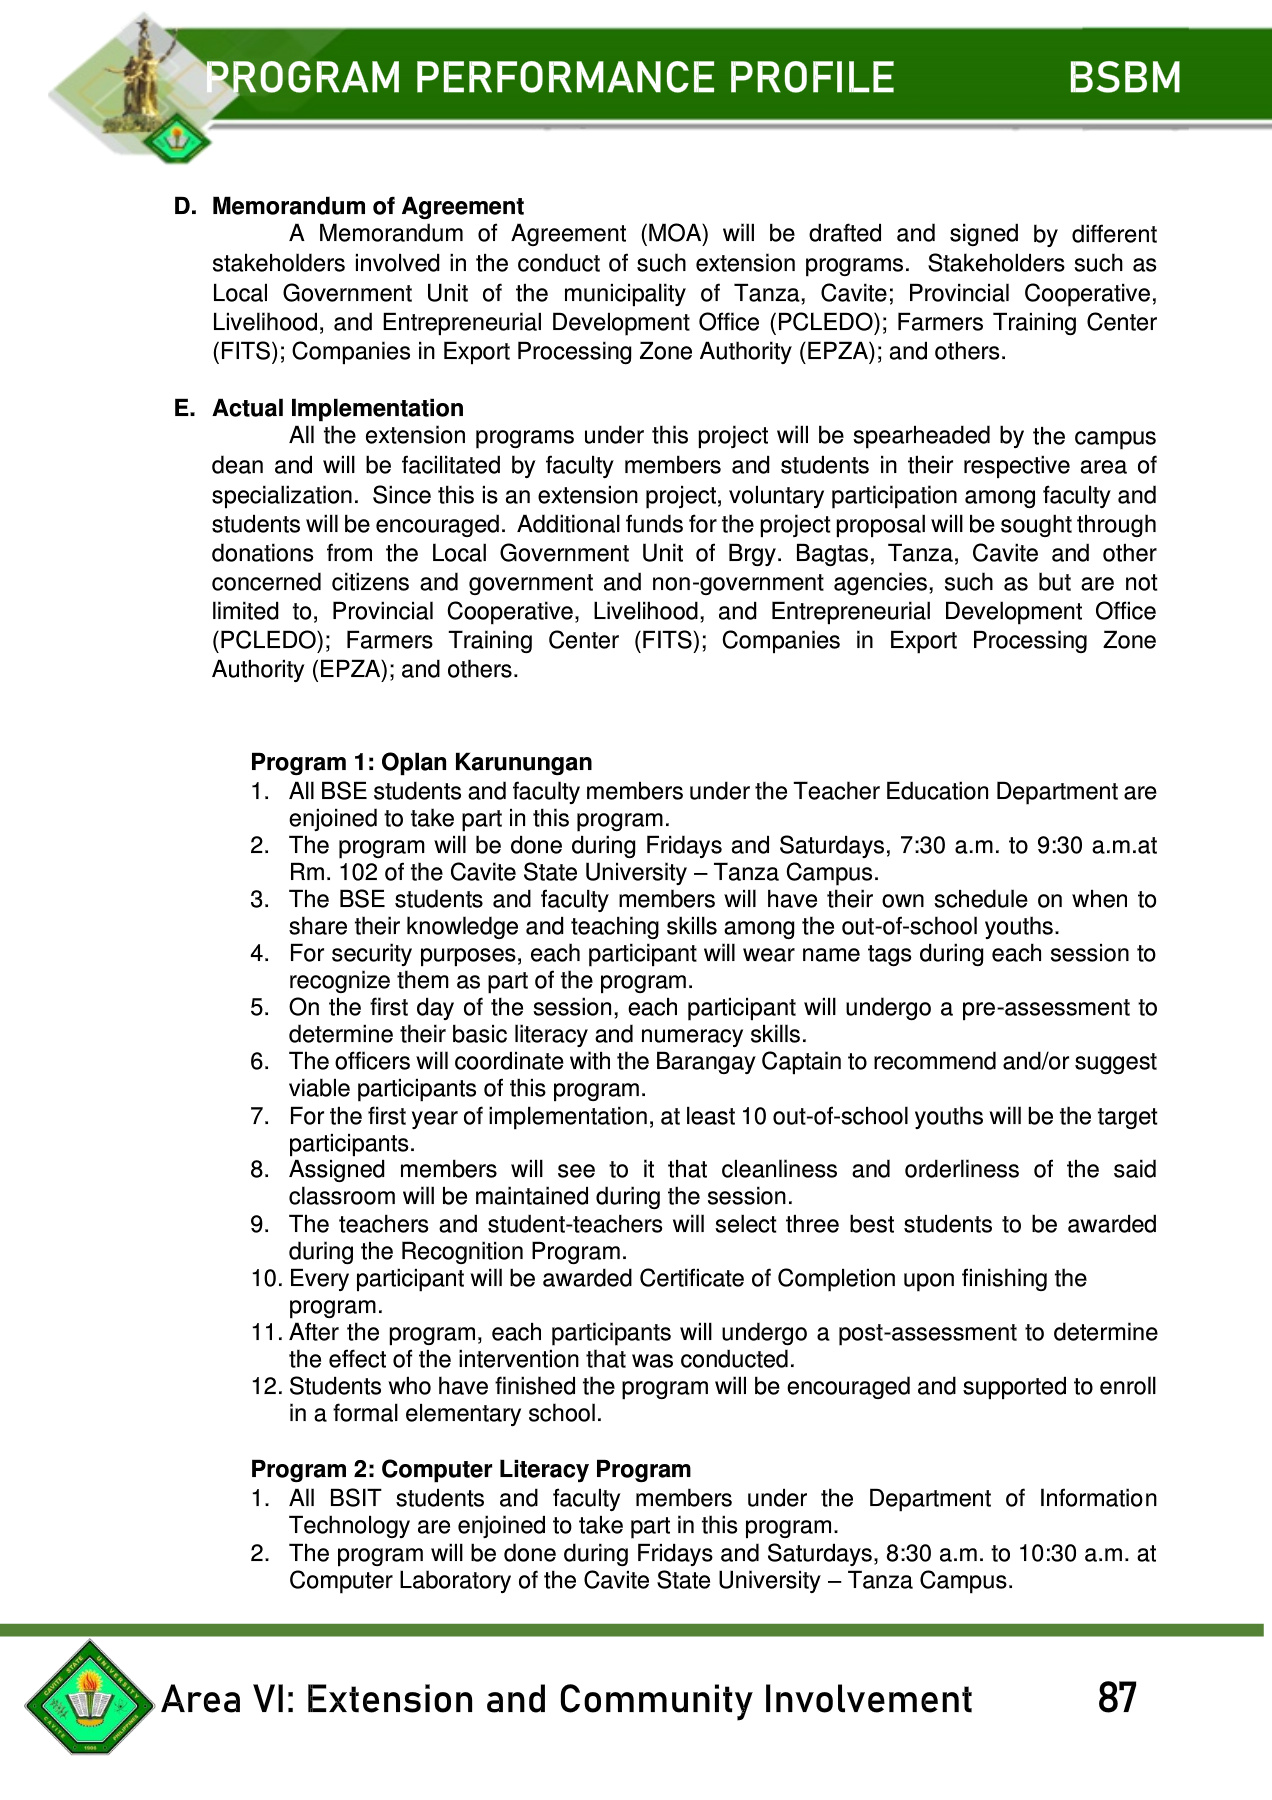 PROGRAM PERFORMANCE PROFILE BSBM
D. Memorandum of Agreement
A Memorandum of Agreement (MOA) will be drafted and signed by different
stakeholders involved in the conduct of such extension programs. Stakeholders such as
Local Government Unit of the municipality of Tanza, Cavite; Provincial Cooperative,
Livelihood, and Entrepreneurial Development Office (PCLEDO); Farmers Training Center
(FITS); Companies in Export Processing Zone Authority (EPZA); and others.
E. Actual Implementation
All the extension programs under this project will be spearheaded by the campus
dean and will be facilitated by faculty members and students in their respective area of
specialization. Since this is an extension project, voluntary participation among faculty and
students will be encouraged. Additional funds for the project proposal will be sought through
donations from the Local Government Unit of Brgy. Bagtas, Tanza, Cavite and other
concerned citizens and government and non-government agencies, such as but are not
limited to, Provincial Cooperative, Livelihood, and Entrepreneurial Development Office
(PCLEDO); Farmers Training Center (FITS); Companies in Export Processing Zone
Authority (EPZA); and others.
Program 1: Oplan Karunungan
1. All BSE students and faculty members under the Teacher Education Department are
enjoined to take part in this program.
2. The program will be done during Fridays and Saturdays, 7:30 a.m. to 9:30 a.m.at
Rm. 102 of the Cavite State University – Tanza Campus.
3. The BSE students and faculty members will have their own schedule on when to
share their knowledge and teaching skills among the out-of-school youths.
4. For security purposes, each participant will wear name tags during each session to
recognize them as part of the program.
5. On the first day of the session, each participant will undergo a pre-assessment to
determine their basic literacy and numeracy skills.
6. The officers will coordinate with the Barangay Captain to recommend and/or suggest
viable participants of this program.
7. For the first year of implementation, at least 10 out-of-school youths will be the target
participants.
8. Assigned members will see to it that cleanliness and orderliness of the said
classroom will be maintained during the session.
9. The teachers and student-teachers will select three best students to be awarded
during the Recognition Program.
10. Every participant will be awarded Certificate of Completion upon finishing the
program.
11. After the program, each participants will undergo a post-assessment to determine
the effect of the intervention that was conducted.
12. Students who have finished the program will be encouraged and supported to enroll
in a formal elementary school.
Program 2: Computer Literacy Program
1. All BSIT students and faculty members under the Department of Information
Technology are enjoined to take part in this program.
2. The program will be done during Fridays and Saturdays, 8:30 a.m. to 10:30 a.m. at
Computer Laboratory of the Cavite State University – Tanza Campus.
CAVITE STATE UNIVERSITY
CAVITE 1906 PHILIPPINES
Area VI: Extension and Community Involvement 87